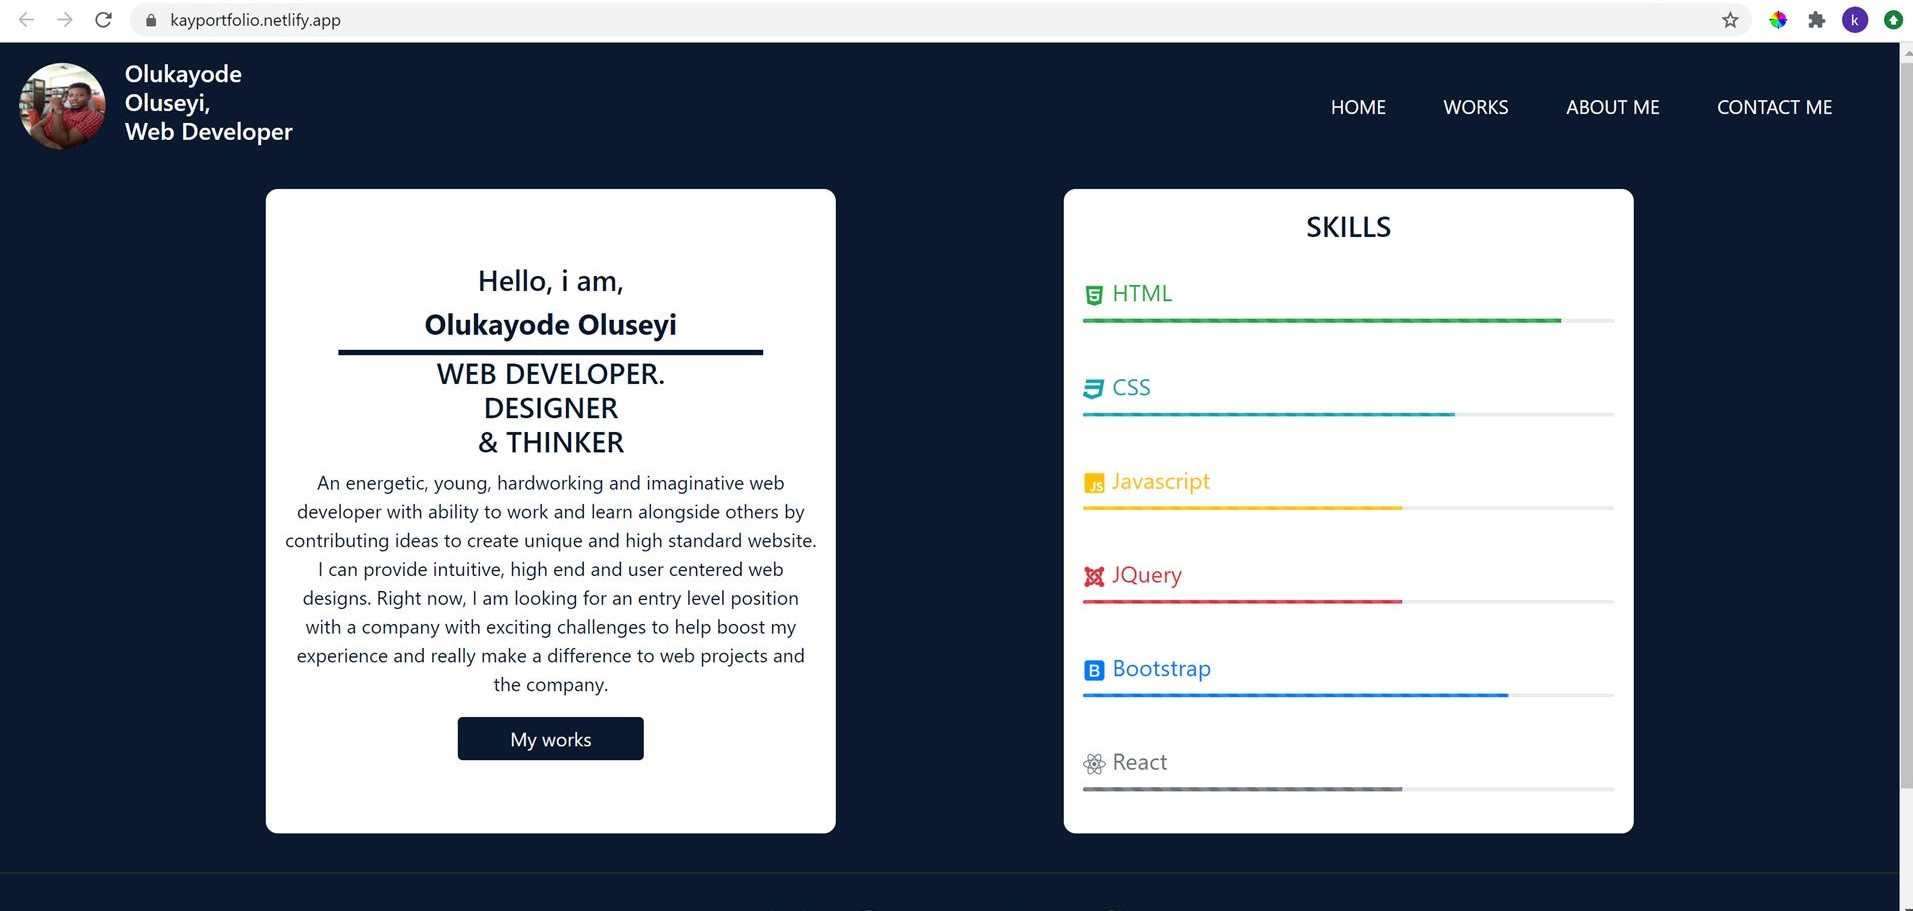 kayportfolio.netlify.app
k
Olukayode
Oluseyi,
Web Developer
HOME WORKS ABOUT ME CONTACT ME
Hello, i am,
Olukayode Oluseyi
WEB DEVELOPER.
DESIGNER
& THINKER
An energetic, young, hardworking and imaginative web
developer with ability to work and learn alongside others by
contributing ideas to create unique and high standard website.
I can provide intuitive, high end and user centered web
designs. Right now, I am looking for an entry level position
with a company with exciting challenges to help boost my
experience and really make a difference to web projects and
the company.
My works
SKILLS
5 HTML
3 CSS
JS Javascript
JQuery
B Bootstrap
React